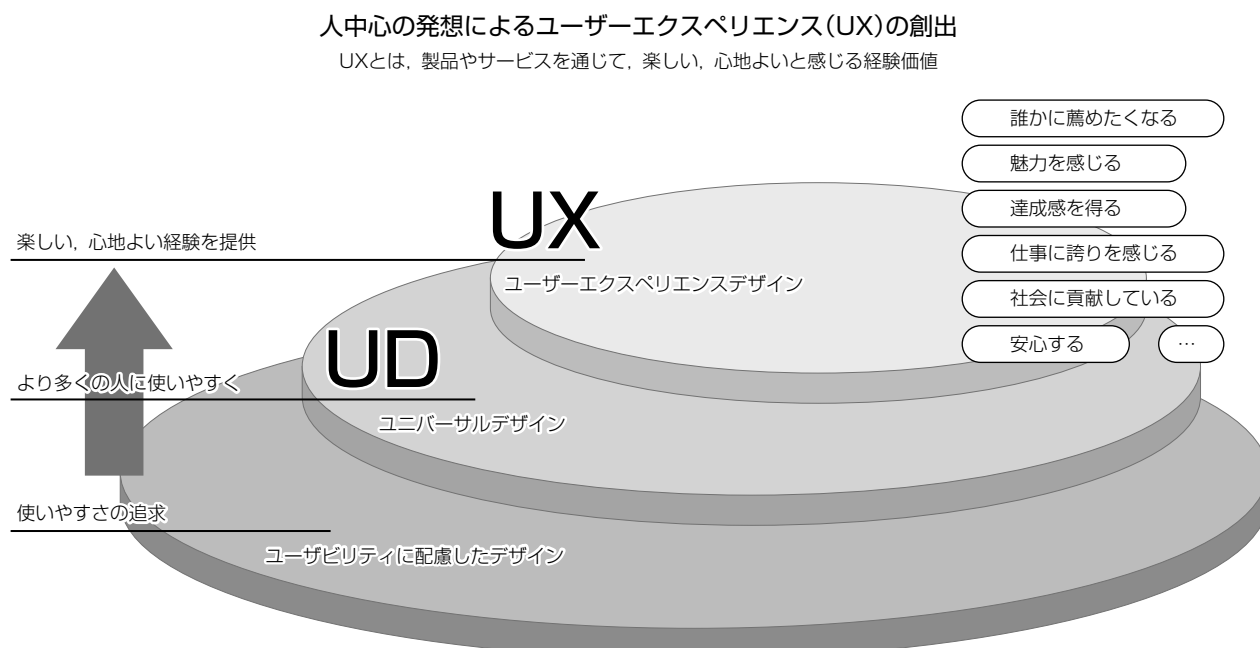 人中心の発想によるユーザーエクスペリエンス(UX)の創出
UXとは, 製品やサービスを通じて, 楽しい, 心地よいと感じる経験価値
誰かに薦めたくなる
魅力を感じる
達成感を得る
仕事に誇りを感じる
社会に貢献している
安心する
…
楽しい, 心地よい経験を提供
UX
ユーザーエクスペリエンスデザイン
より多くの人に使いやすく
UD
ユニバーサルデザイン
使いやすさの追求
ユーザビリティに配慮したデザイン